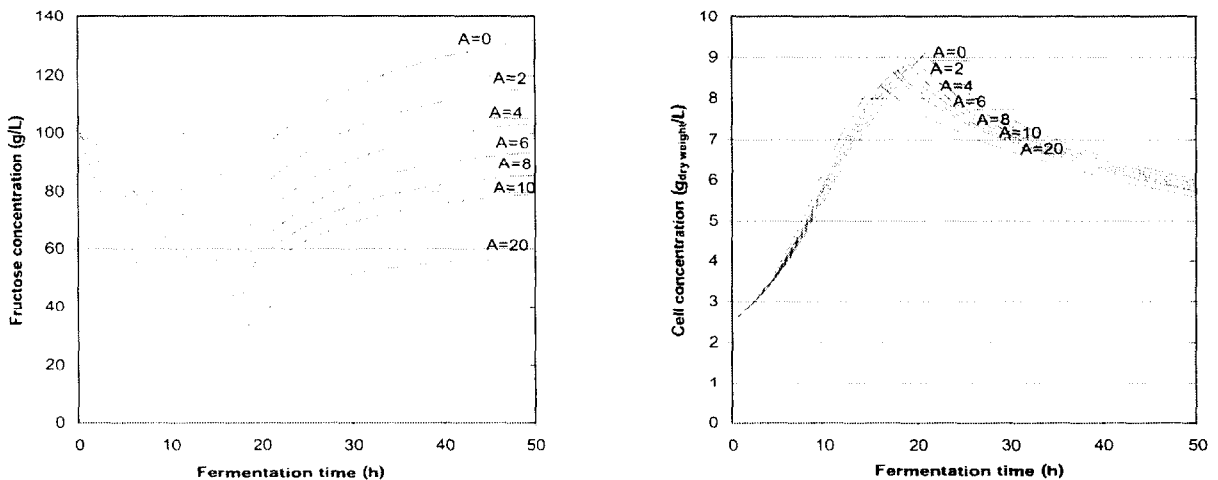 140
120
100
80
60
40
20
0
Fructose concentration (g/L)
A=0
A=2
A=4
A=6
A=8
A=10
A=20
0 10 20 30 40 50
Fermentation time (h)
10
9
8
7
6
5
4
3
2
1
0
Cell concentration (gdry weight/L)
A=0
A=2
A=4
A=6
A=8
A=10
A=20
0 10 20 30 40 50
Fermentation time (h)